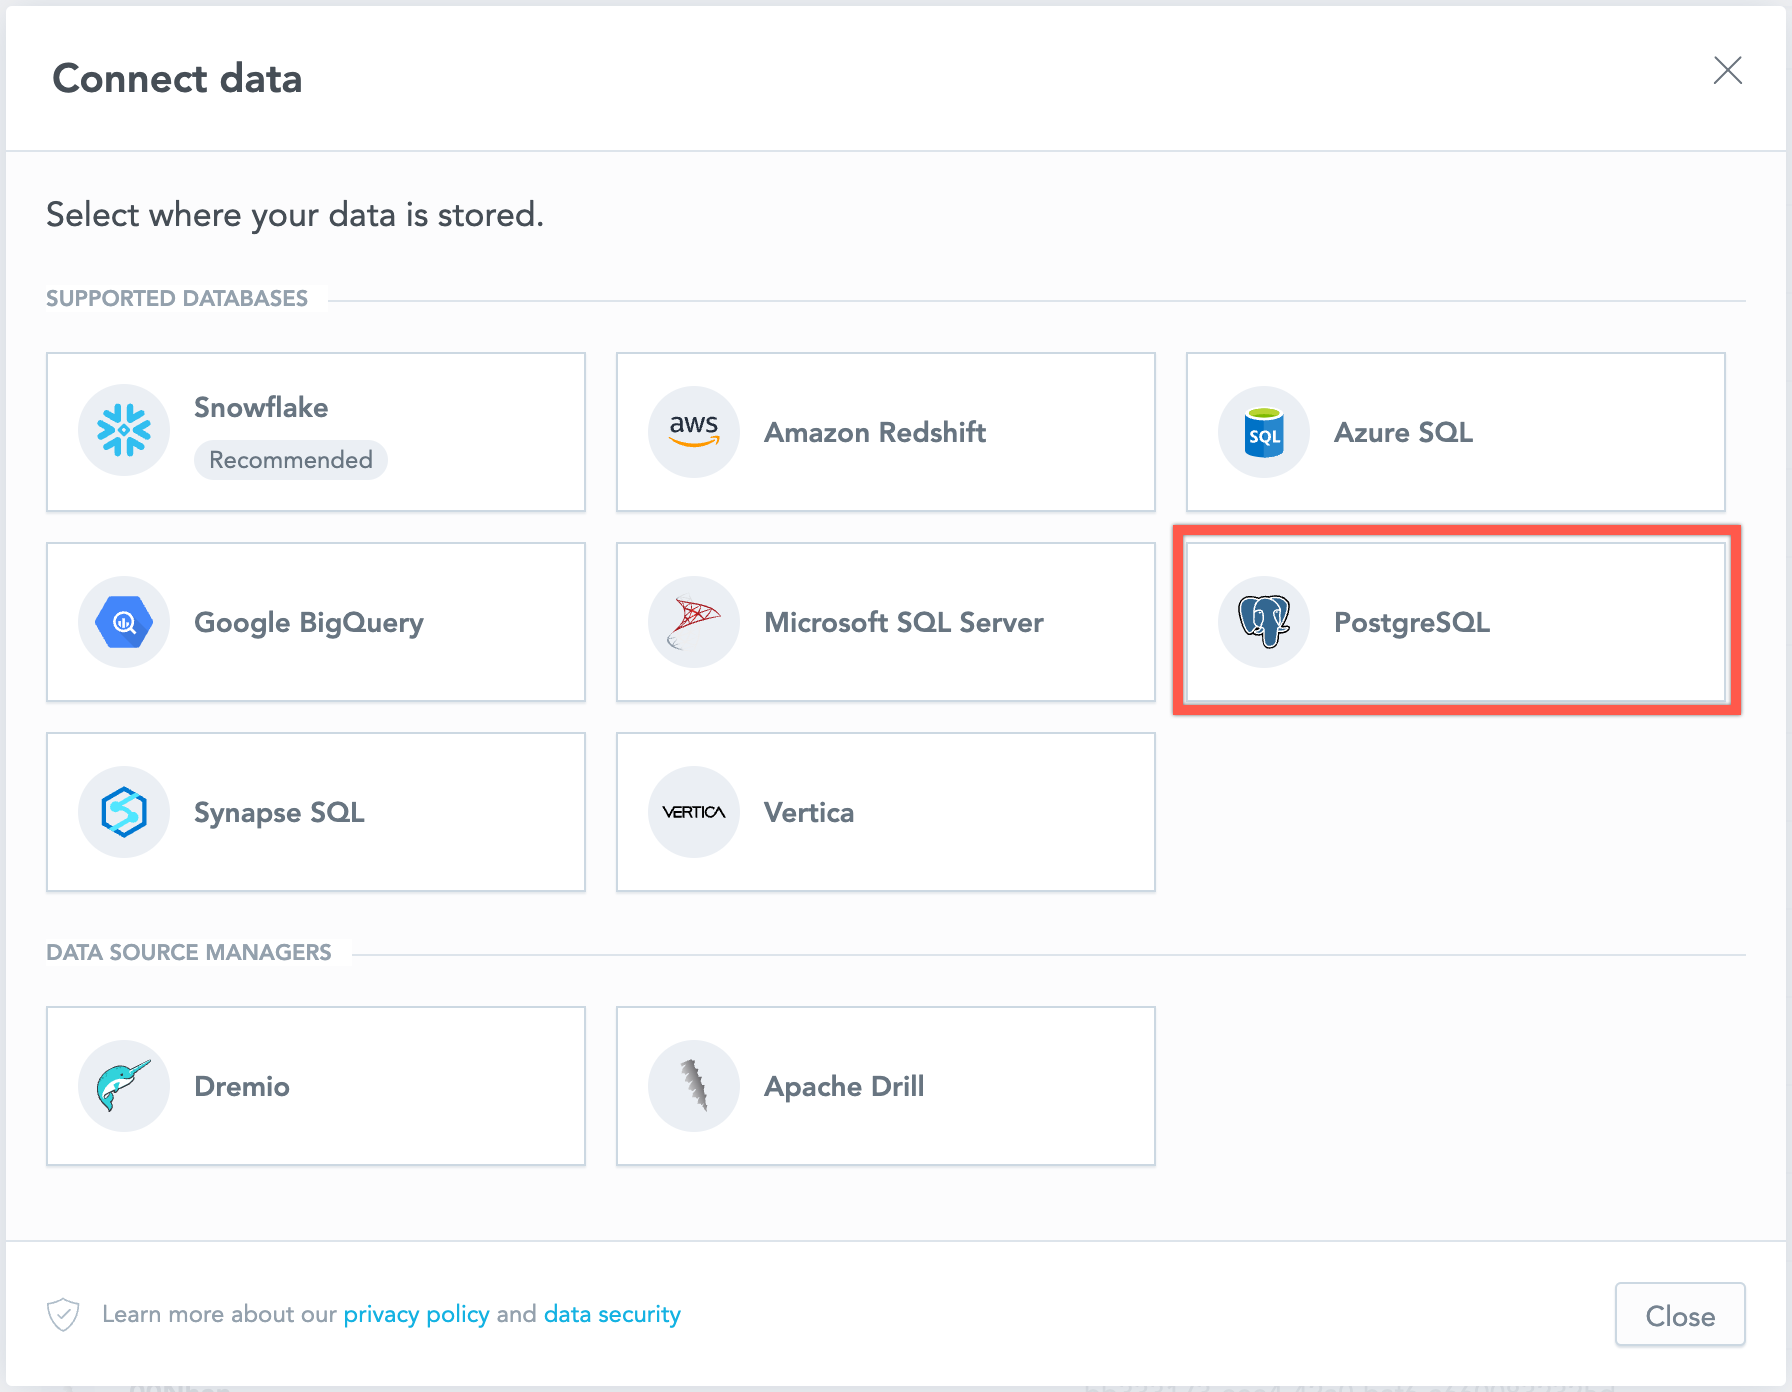 Connect data
Select where your data is stored.
SUPPORTED DATABASES
Snowflake
Recommended
aws
Amazon Redshift
SQL
Azure SQL
Google BigQuery
Microsoft SQL Server
PostgreSQL
Synapse SQL
VERTICA
Vertica
DATA SOURCE MANAGERS
Dremio
Apache Drill
Learn more about our privacy policy and data security
Close